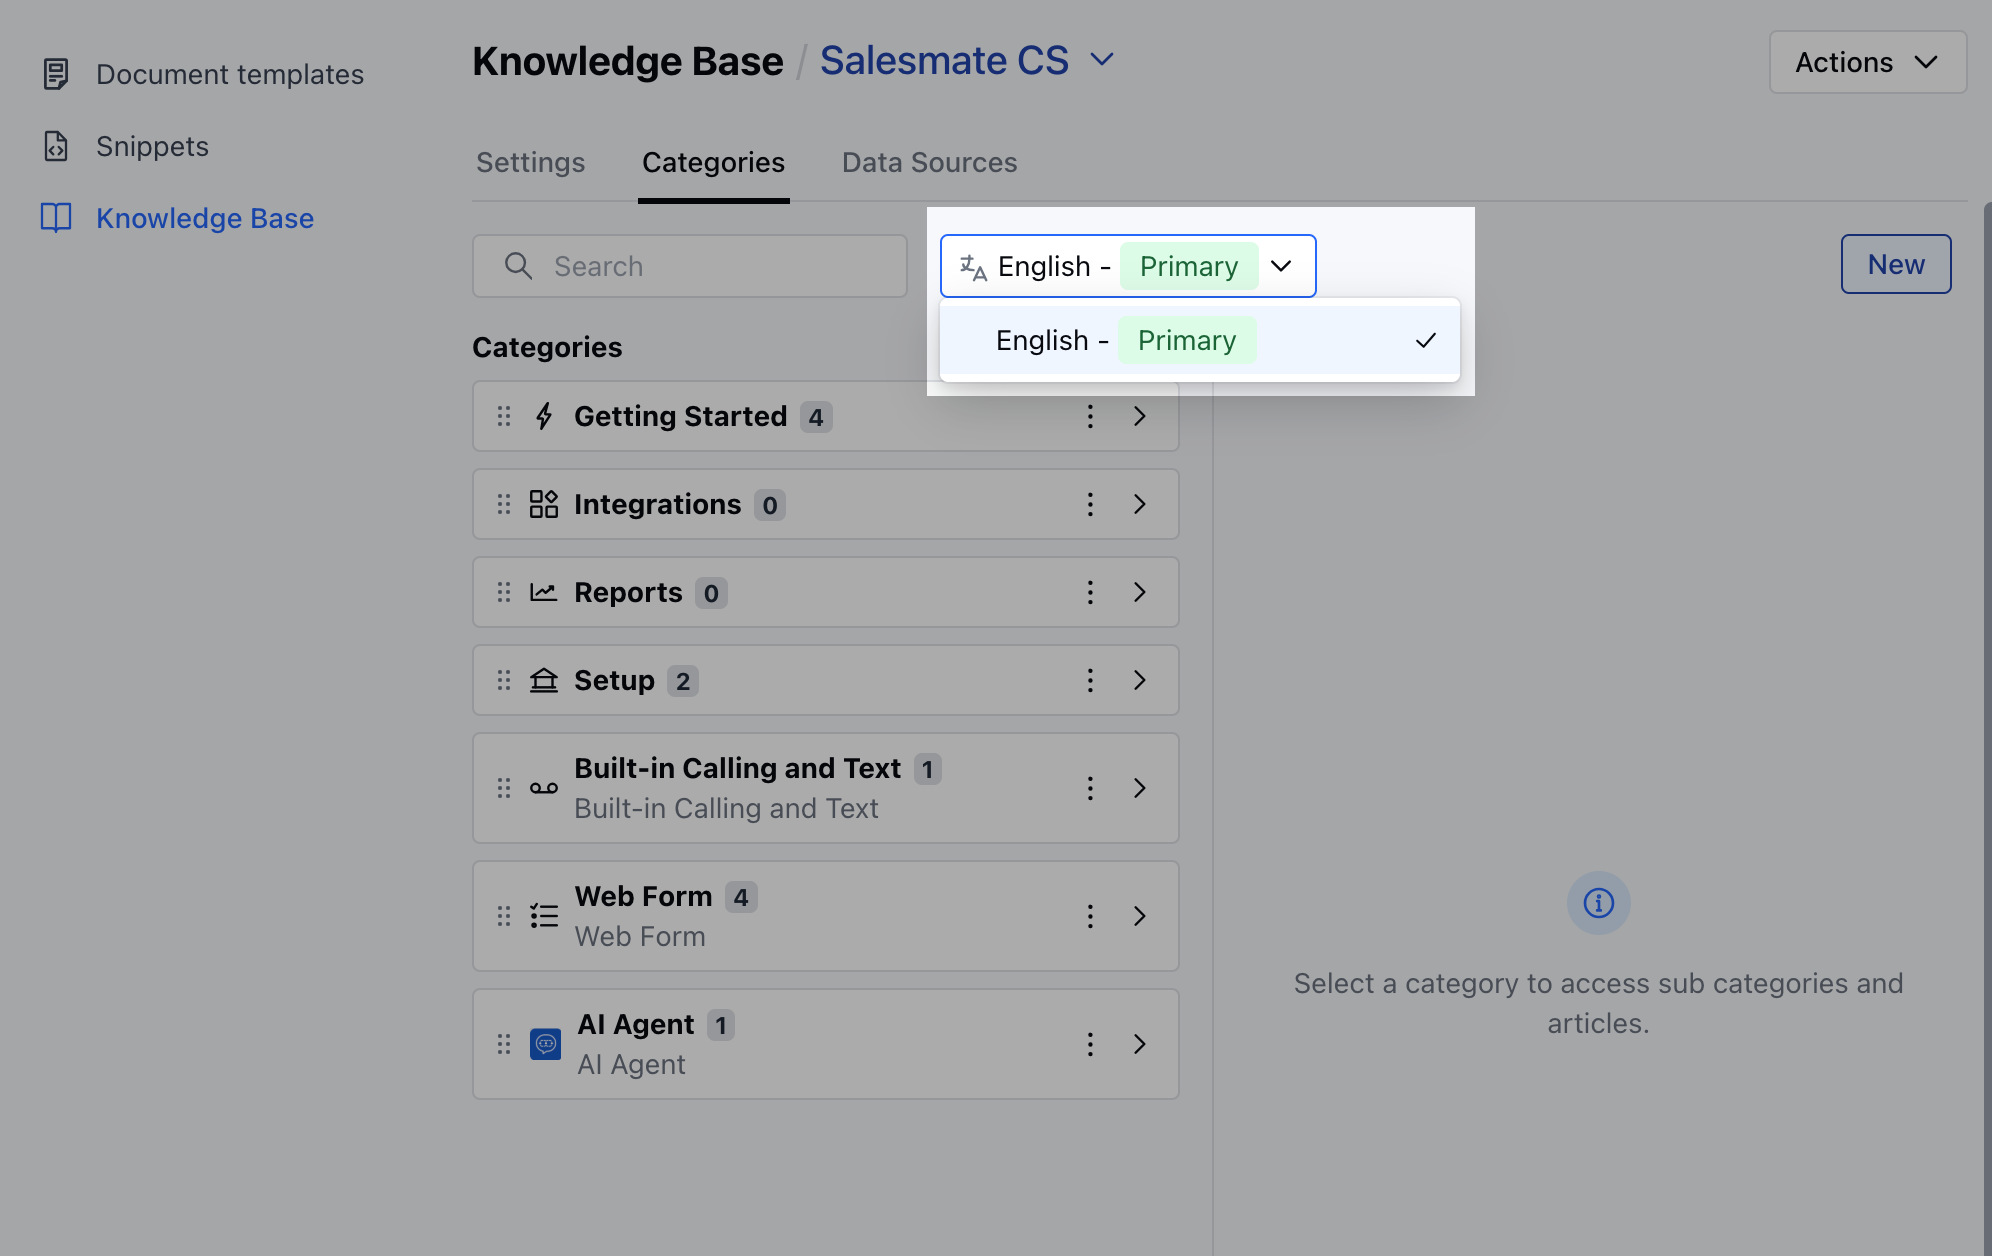 Document templates
Snippets
Knowledge Base
Knowledge Base / Salesmate CS
Actions
Settings
Categories
Data Sources
Search
English - Primary
English - Primary
New
Categories
Getting Started 4
Integrations 0
Reports 0
Setup 2
Built-in Calling and Text 1
Built-in Calling and Text
Web Form 4
Web Form
AI Agent 1
AI Agent
Select a category to access sub categories and
articles.